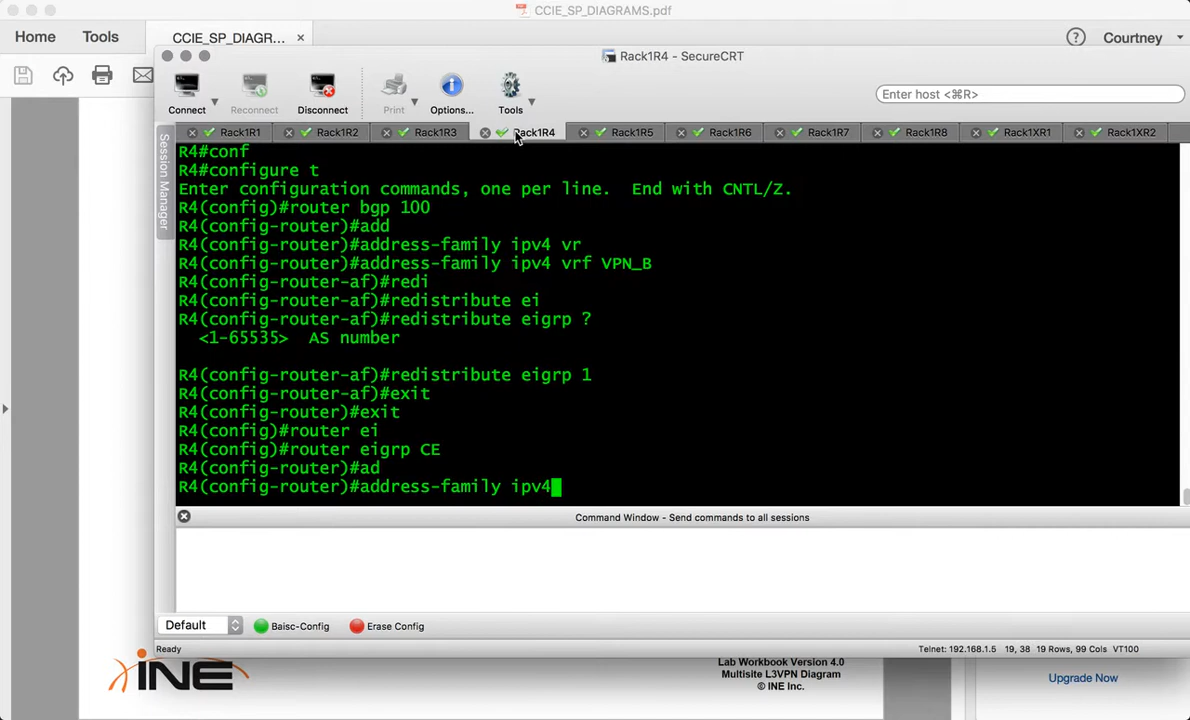 CCIE_SP_DIAGRAMS.pdf
Home
Tools
CCIE_SP_DIAGR...
?
Courtney
Rack1R4 - SecureCRT
Connect
Reconnect
Disconnect
Print
Options...
Tools
Enter host <⌘R>
Session Manager
Rack1R1
Rack1R2
Rack1R3
Rack1R4
Rack1R5
Rack1R6
Rack1R7
Rack1R8
Rack1XR1
Rack1XR2
R4#conf
R4#configure t
Enter configuration commands, one per line.  End with CNTL/Z.
R4(config)#router bgp 100
R4(config-router)#add
R4(config-router)#address-family ipv4 vr
R4(config-router)#address-family ipv4 vrf VPN_B
R4(config-router-af)#redi
R4(config-router-af)#redistribute ei
R4(config-router-af)#redistribute eigrp ?
<1-65535>  AS number
R4(config-router-af)#redistribute eigrp 1
R4(config-router-af)#exit
R4(config-router)#exit
R4(config)#router ei
R4(config)#router eigrp CE
R4(config-router)#ad
R4(config-router)#address-family ipv4
Command Window - Send commands to all sessions
Default
Baisc-Config
Erase Config
Ready
Telnet: 192.168.1.5  19, 38  19 Rows, 99 Cols  VT100
INE
Lab Workbook Version 4.0
Multisite L3VPN Diagram
© INE Inc.
Upgrade Now